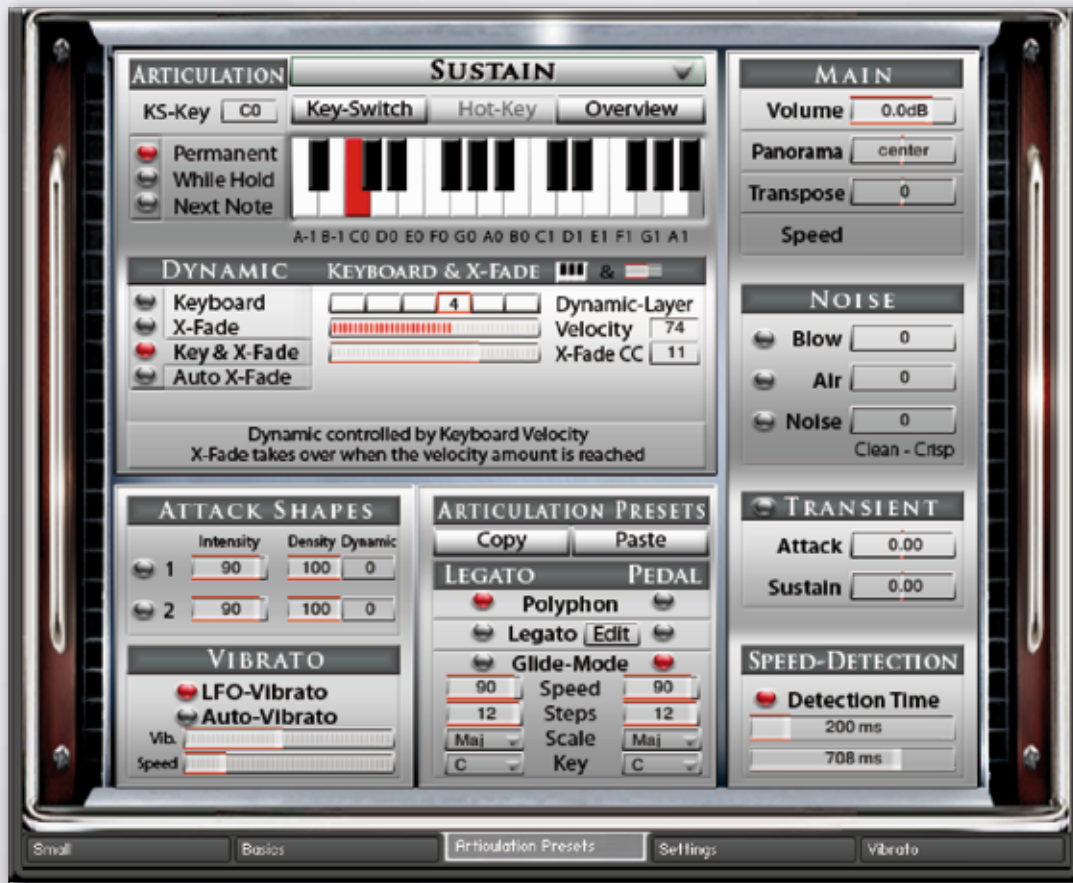 ARTICULATION
SUSTAIN
KS-Key C0
Key-Switch Hot-Key Overview
Permanent
While Hold
Next Note
A-1 B-1 C0 D0 E0 F0 G0 A0 B0 C1 D1 E1 F1 G1 A1
DYNAMIC KEYBOARD & X-FADE &
Keyboard 4 Dynamic-Layer
X-Fade Velocity 74
Key & X-Fade X-Fade CC 11
Auto X-Fade
Dynamic controlled by Keyboard Velocity
X-Fade takes over when the velocity amount is reached
MAIN
Volume 0.0dB
Panorama center
Transpose 0
Speed
NOISE
Blow 0
Air 0
Noise 0
Clean - Crisp
ATTACK SHAPES
Intensity Density Dynamic
1 90 100 0
2 90 100 0
VIBRATO
LFO-Vibrato
Auto-Vibrato
Vib.
Speed
ARTICULATION PRESETS
Copy Paste
LEGATO PEDAL
Polyphon
Legato Edit
Glide-Mode
90 Speed 90
12 Steps 12
Maj Scale Maj
C Key C
TRANSIENT
Attack 0.00
Sustain 0.00
SPEED-DETECTION
Detection Time
200 ms
708 ms
Small Basics Articulation Presets Settings Vibrato